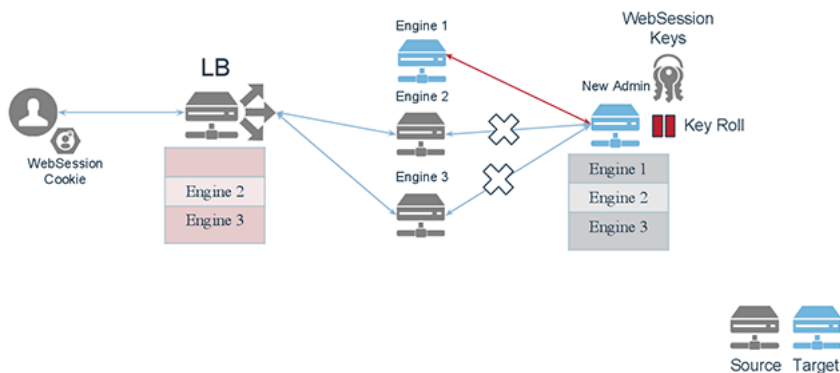 Engine 1
WebSession
Keys
LB
New Admin
Engine 2
Key Roll
WebSession
Cookie
Engine 3
Engine 2
Engine 3
Engine 1
Engine 2
Engine 3
Source
Target